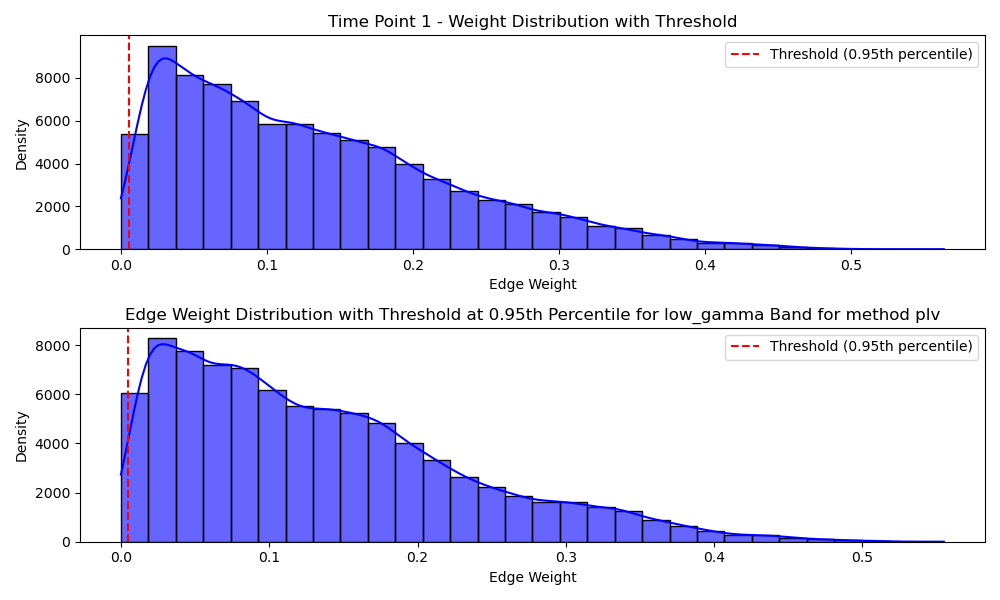 Time Point 1 - Weight Distribution with Threshold
Threshold (0.95th percentile)
Density
8000
6000
4000
2000
0
0.0 0.1 0.2 0.3 0.4 0.5
Edge Weight
Edge Weight Distribution with Threshold at 0.95th Percentile for low_gamma Band for method plv
Threshold (0.95th percentile)
Density
8000
6000
4000
2000
0
0.0 0.1 0.2 0.3 0.4 0.5
Edge Weight